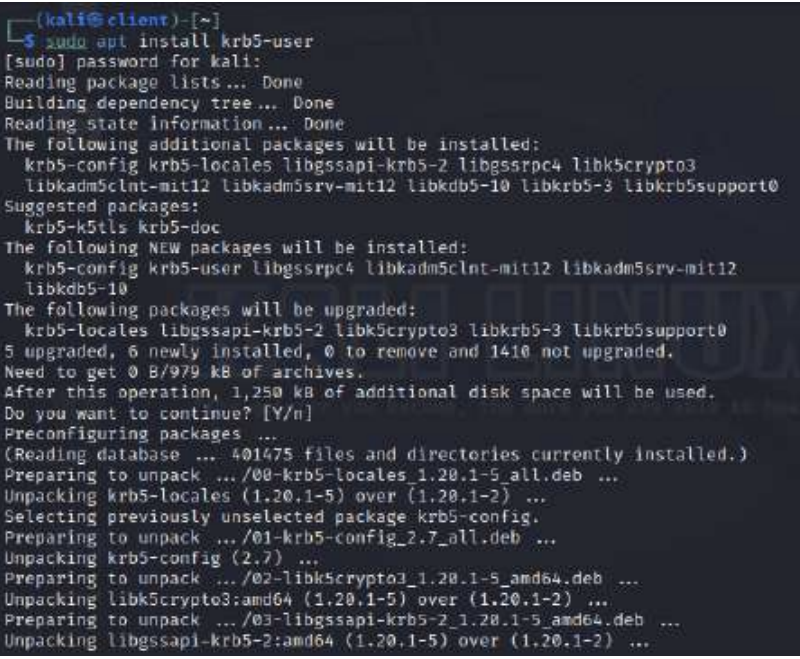 (kali㉿client)-[~]
$ sudo apt install krb5-user
[sudo] password for kali:
Reading package lists... Done
Building dependency tree... Done
Reading state information... Done
The following additional packages will be installed:
krb5-config krb5-locales libgssapi-krb5-2 libgssrpc4 libk5crypto3
libkadm5clnt-mit12 libkadm5srv-mit12 libkdb5-10 libkrb5-3 libkrb5support0
Suggested packages:
krb5-k5tls krb5-doc
The following NEW packages will be installed:
krb5-config krb5-user libgssrpc4 libkadm5clnt-mit12 libkadm5srv-mit12
libkdb5-10
The following packages will be upgraded:
krb5-locales libgssapi-krb5-2 libk5crypto3 libkrb5-3 libkrb5support0
5 upgraded, 6 newly installed, 0 to remove and 1410 not upgraded.
Need to get 0 B/979 kB of archives.
After this operation, 1,250 kB of additional disk space will be used.
Do you want to continue? [Y/n]
Preconfiguring packages ...
(Reading database ... 401475 files and directories currently installed.)
Preparing to unpack .../00-krb5-locales_1.20.1-5_all.deb ...
Unpacking krb5-locales (1.20.1-5) over (1.20.1-2) ...
Selecting previously unselected package krb5-config.
Preparing to unpack .../01-krb5-config_2.7_all.deb ...
Unpacking krb5-config (2.7) ...
Preparing to unpack .../02-libk5crypto3_1.20.1-5_amd64.deb ...
Unpacking libk5crypto3:amd64 (1.20.1-5) over (1.20.1-2) ...
Preparing to unpack .../03-libgssapi-krb5-2_1.20.1-5_amd64.deb ...
Unpacking libgssapi-krb5-2:amd64 (1.20.1-5) over (1.20.1-2) ...
KALI LINUX